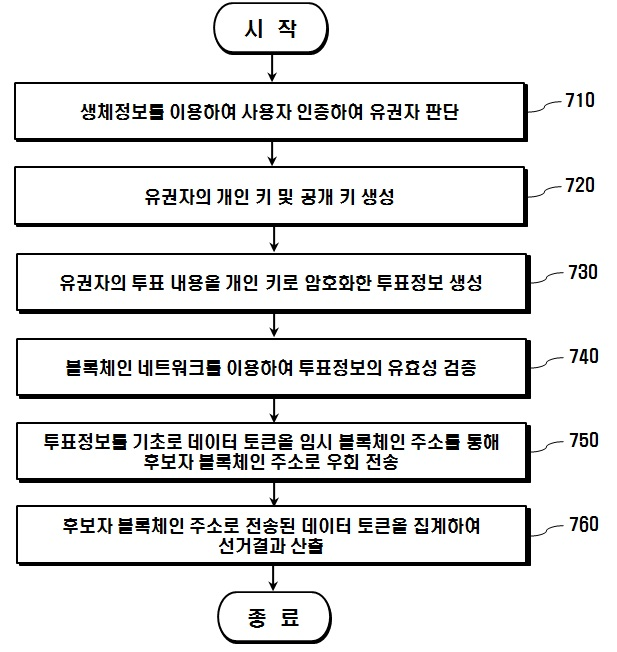 시 작
생체정보를 이용하여 사용자 인증하여 유권자 판단
710
유권자의 개인 키 및 공개 키 생성
720
유권자의 투표 내용을 개인 키로 암호화한 투표정보 생성
730
블록체인 네트워크를 이용하여 투표정보의 유효성 검증
740
투표정보를 기초로 데이터 토큰을 임시 블록체인 주소를 통해
후보자 블록체인 주소로 우회 전송
750
후보자 블록체인 주소로 전송된 데이터 토큰을 집계하여
선거결과 산출
760
종 료